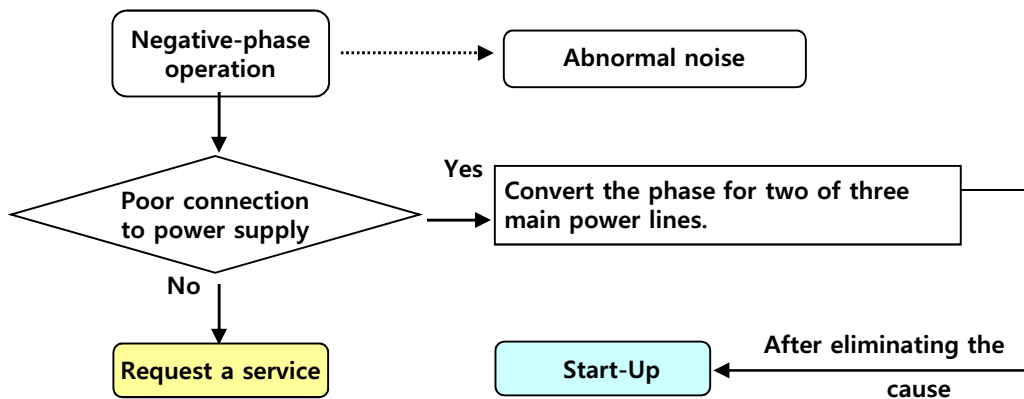 Negative-phase
operation
Abnormal noise
Poor connection
to power supply
Yes
Convert the phase for two of three
main power lines.
No
Request a service
Start-Up
After eliminating the
cause